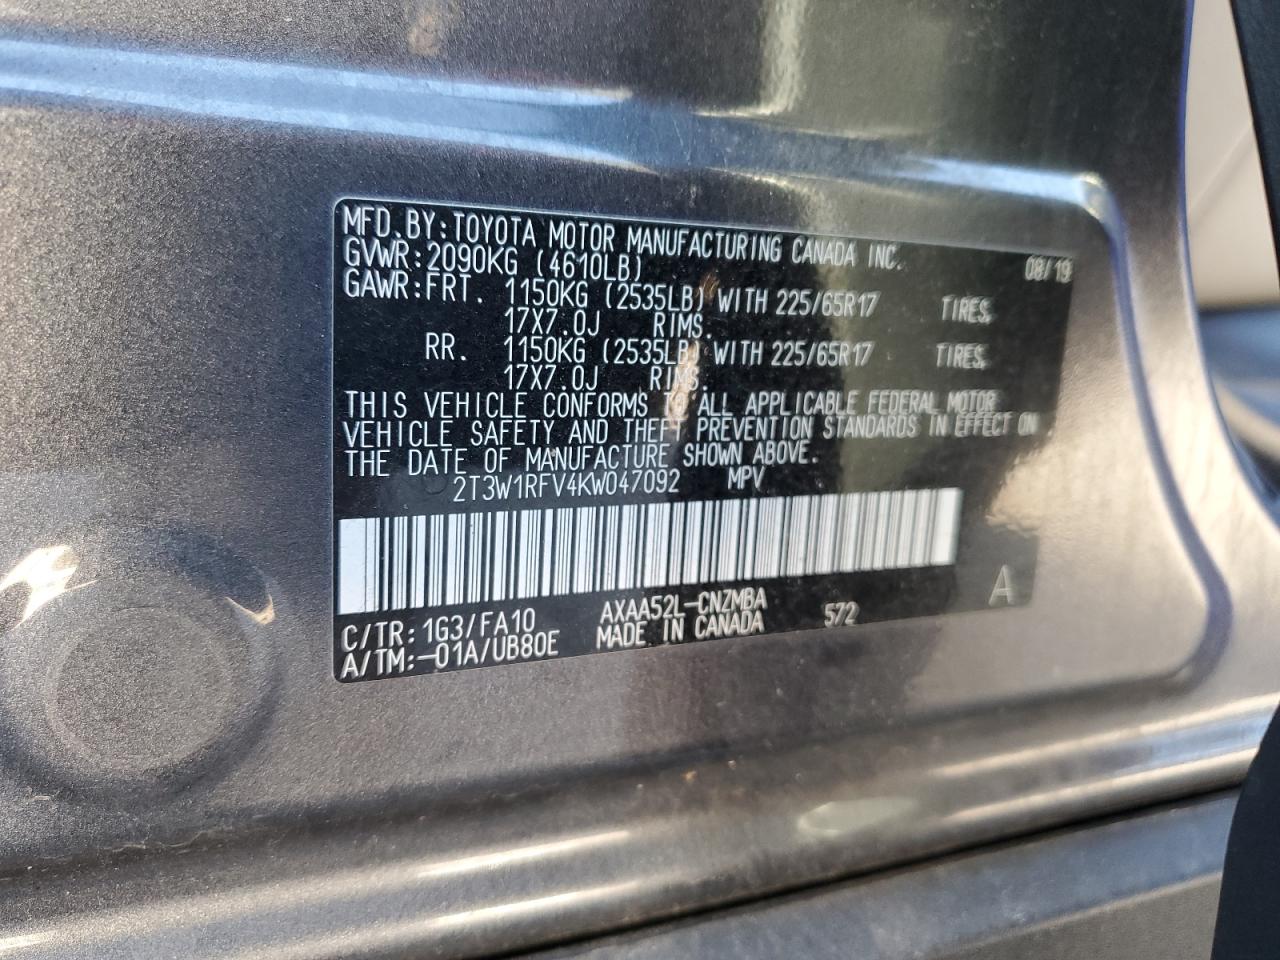 MFD.BY:TOYOTA MOTOR MANUFACTURING CANADA INC.
GVWR:2090KG (4610LB) 08/19
GAWR:FRT. 1150KG (2535LB) WITH 225/65R17 TIRES,
17X7.0J RIMS.
RR. 1150KG (2535LB) WITH 225/65R17 TIRES,
17X7.0J RIMS.
THIS VEHICLE CONFORMS TO ALL APPLICABLE FEDERAL MOTOR
VEHICLE SAFETY AND THEFT PREVENTION STANDARDS IN EFFECT ON
THE DATE OF MANUFACTURE SHOWN ABOVE.
2T3W1RFV4KW047092 MPV
A
C/TR:1G3/FA10 AXAA52L-CNZMBA 572
A/TM:-01A/UB80E MADE IN CANADA